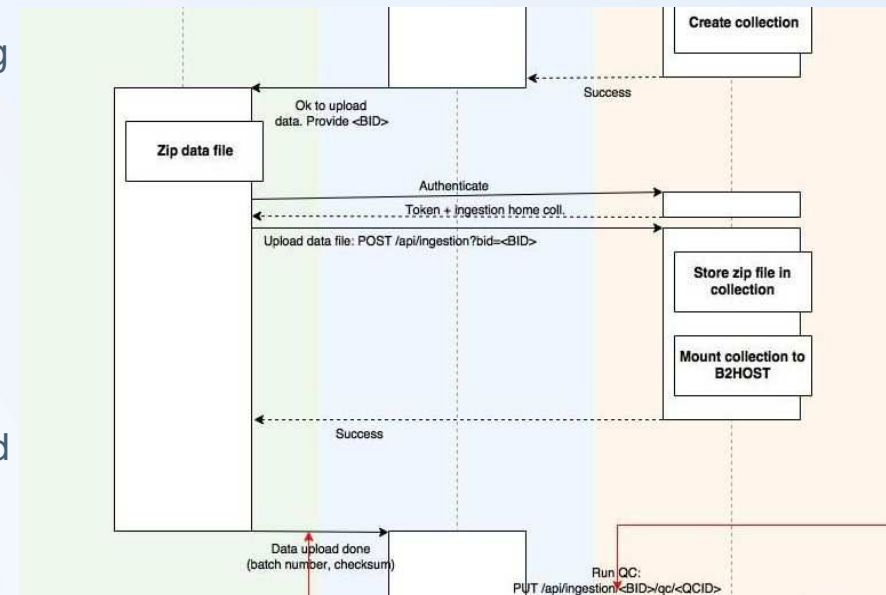 g
Create collection
Success
Ok to upload
data. Provide <BID>
Zip data file
Authenticate
Token + ingestion home coll.
Upload data file: POST /api/ingestion?bid=<BID>
Store zip file in
collection
Mount collection to
B2HOST
Success
d
Data upload done
(batch number, checksum)
Run QC:
PUT /api/ingestion/<BID>/qc/<QCID>